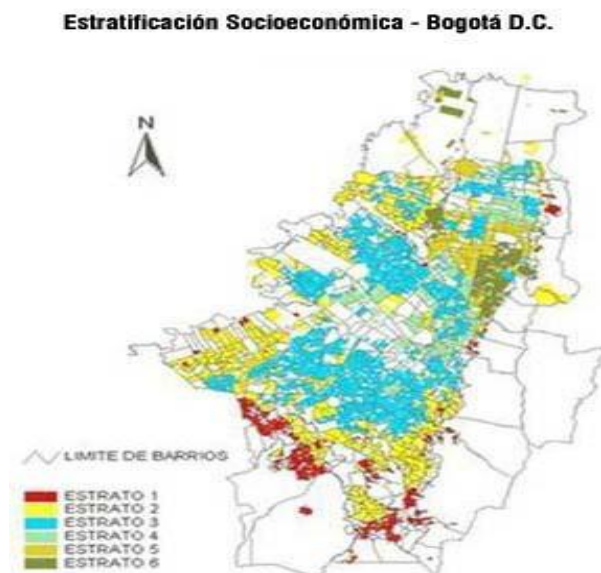 Estratificación Socioeconómica - Bogotá D.C.
N
LIMITE DE BARRIOS
ESTRATO 1
ESTRATO 2
ESTRATO 3
ESTRATO 4
ESTRATO 5
ESTRATO 6